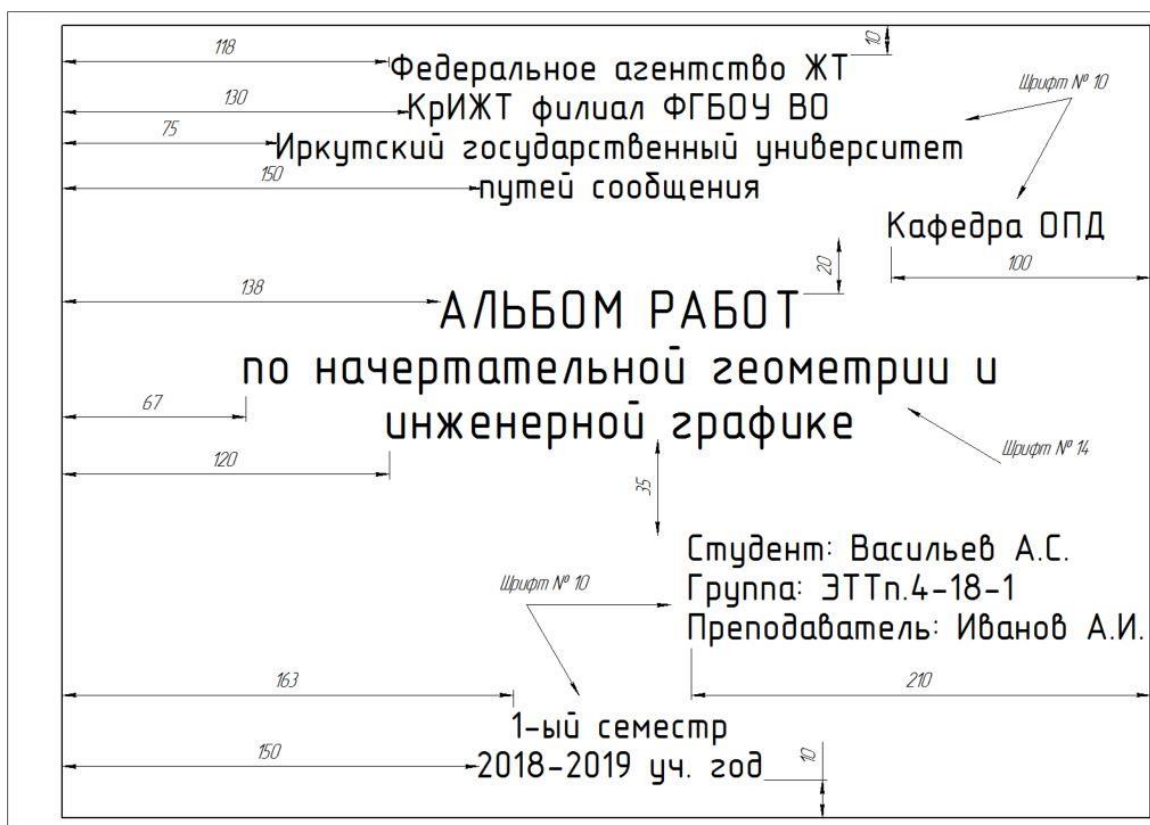 118
10
Федеральное агентство ЖТ
Шрифт № 10
130
КрИЖТ филиал ФГБОУ ВО
75
Иркутский государственный университет
150
путей сообщения
Кафедра ОПД
20
100
138
АЛЬБОМ РАБОТ
по начертательной геометрии и
67
инженерной графике
Шрифт № 14
120
35
Студент: Васильев А.С.
Шрифт № 10
Группа: ЭТТп.4-18-1
Преподаватель: Иванов А.И.
163
210
1-ый семестр
150
2018-2019 уч. год
10